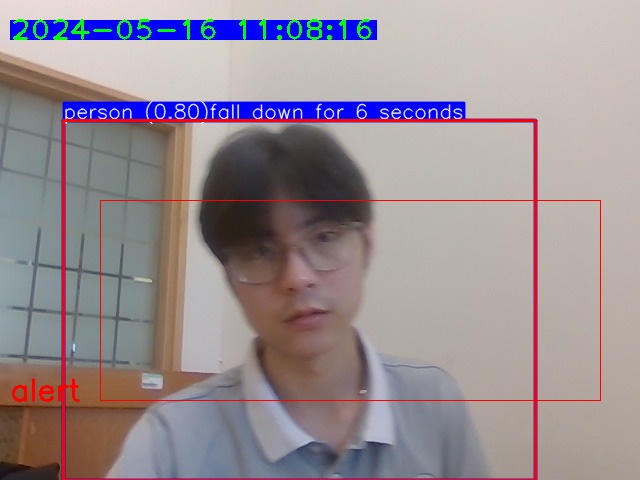 2024-05-16 11:08:16
person (0.80)fall down for 6 seconds
alert